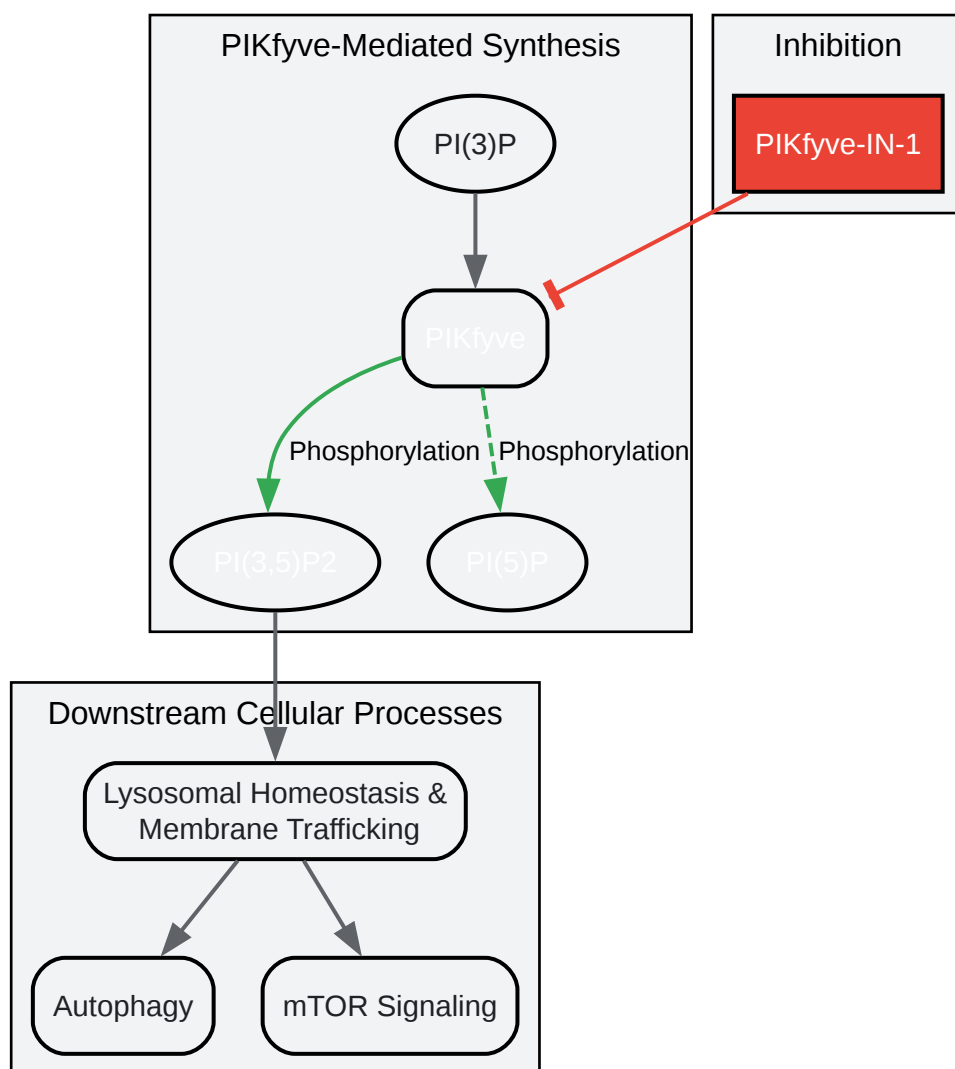 PIKfyve-Mediated Synthesis
Inhibition
PI(3)P
PIKfyve-IN-1
PIKfyve
Phosphorylation
Phosphorylation
PI(3,5)P2
PI(5)P
Downstream Cellular Processes
Lysosomal Homeostasis &
Membrane Trafficking
Autophagy
mTOR Signaling